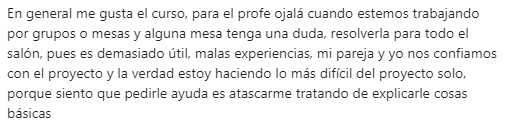 En general me gusta el curso, para el profe ojalá cuando estemos trabajando
por grupos o mesas y alguna mesa tenga una duda, resolverla para todo el
salón, pues es demasiado útil, malas experiencias, mi pareja y yo nos confiamos
con el proyecto y la verdad estoy haciendo lo más difícil del proyecto solo,
porque siento que pedirle ayuda es atascarme tratando de explicarle cosas
básicas